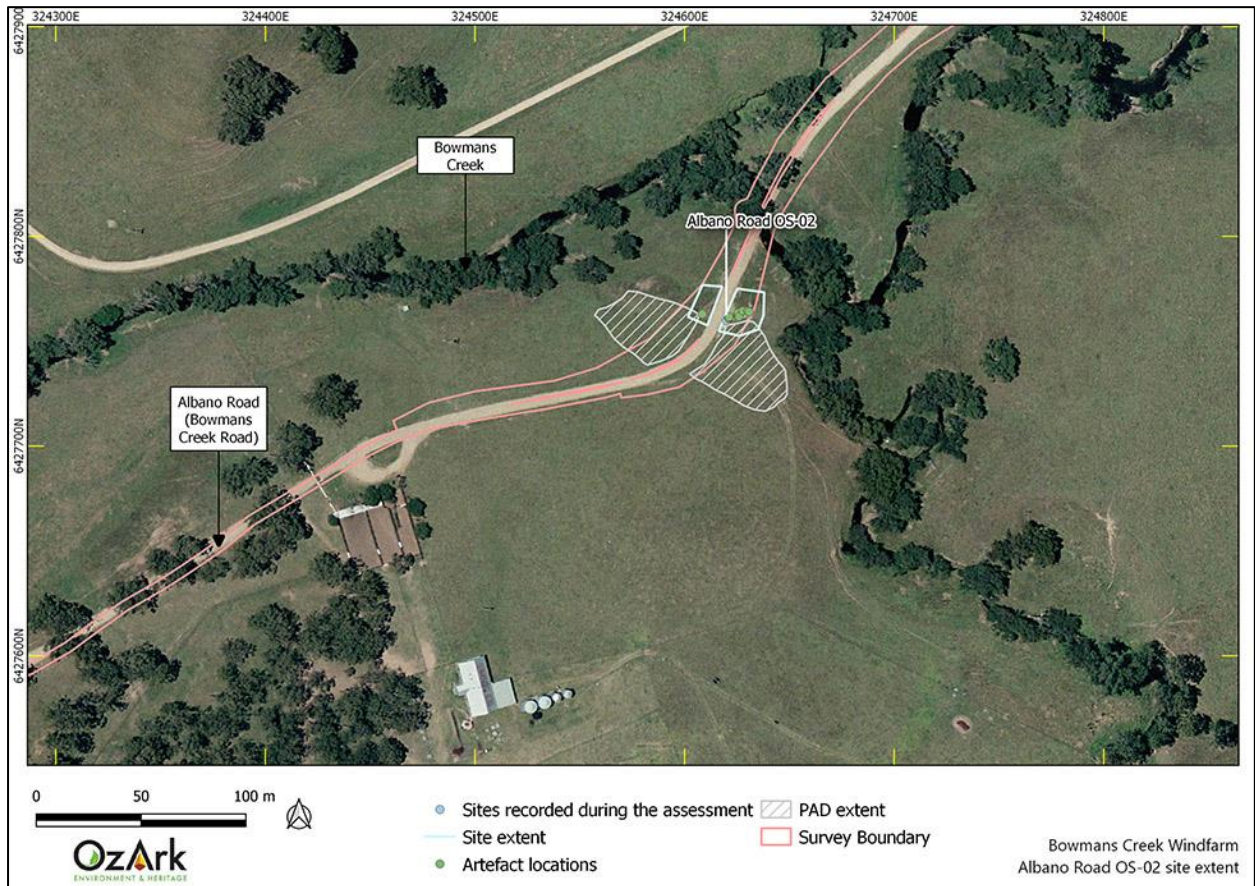 324300E
324400E
324500E
324600E
324700E
324800E
6427900N
6427800N
6427700N
6427600N
Bowmans
Creek
Albano Road OS-02
Albano Road
(Bowmans
Creek Road)
0 50 100 m
OzArk
ENVIRONMENT & HERITAGE
Sites recorded during the assessment
Site extent
Artefact locations
PAD extent
Survey Boundary
Bowmans Creek Windfarm
Albano Road OS-02 site extent